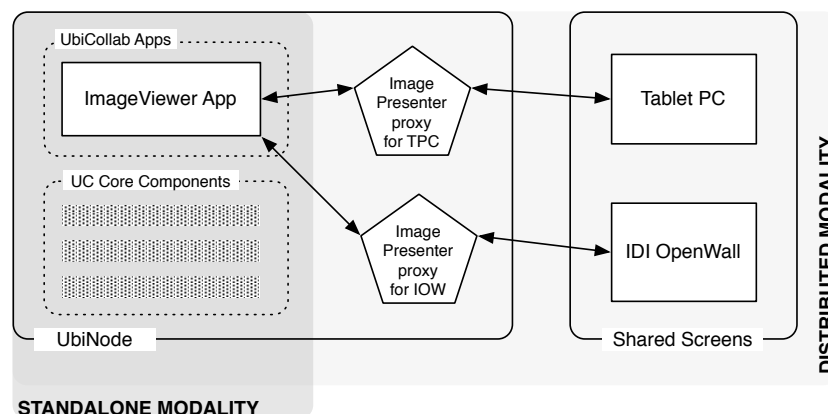 UbiCollab Apps
ImageViewer App
UC Core Components
UbiNode
STANDALONE MODALITY
Image
Presenter
proxy
for TPC
Image
Presenter
proxy
for IOW
Tablet PC
IDI OpenWall
Shared Screens
DISTRIBUTED MODALITY